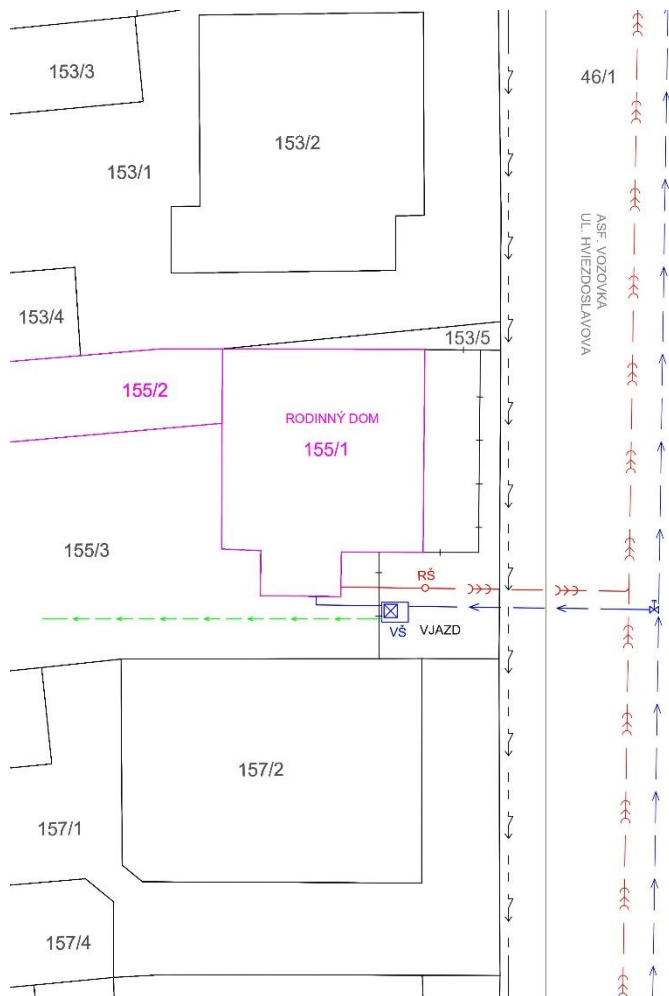 153/3
46/1
153/2
153/1
ASF. VOZOVKA
UL. HVIEZDOSLAVOVA
153/4
153/5
155/2
RODINNÝ DOM
155/1
155/3
RŠ
VŠ
VJAZD
157/2
157/1
157/4